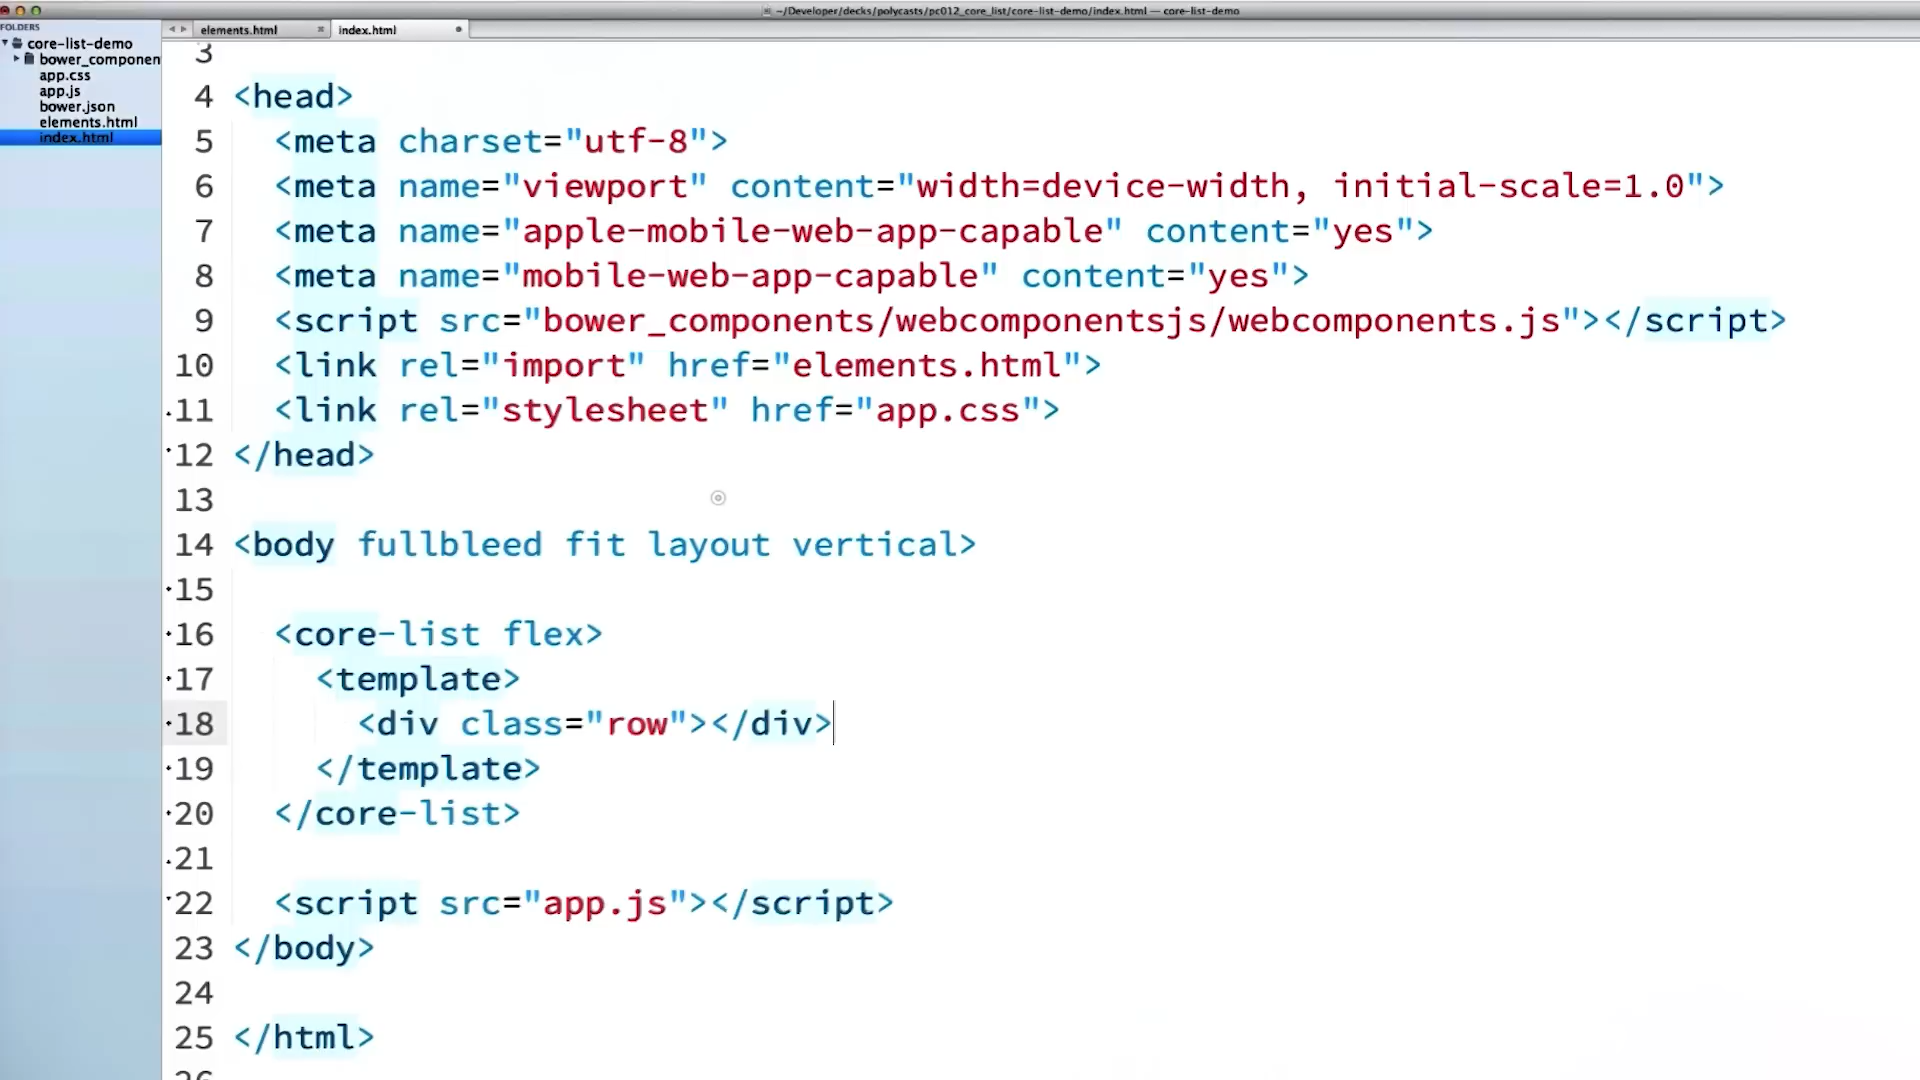 ~/Developer/decks/polycasts/pc012_core_list/core-list-demo/index.html — core-list-demo
FOLDERS
core-list-demo
bower_componen
app.css
app.js
bower.json
elements.html
index.html
elements.html
index.html
3
4 <head>
5 <meta charset="utf-8">
6 <meta name="viewport" content="width=device-width, initial-scale=1.0">
7 <meta name="apple-mobile-web-app-capable" content="yes">
8 <meta name="mobile-web-app-capable" content="yes">
9 <script src="bower_components/webcomponentsjs/webcomponents.js"></script>
10 <link rel="import" href="elements.html">
11 <link rel="stylesheet" href="app.css">
12 </head>
13
14 <body fullbleed fit layout vertical>
15
16 <core-list flex>
17 <template>
18 <div class="row"></div>
19 </template>
20 </core-list>
21
22 <script src="app.js"></script>
23 </body>
24
25 </html>
26